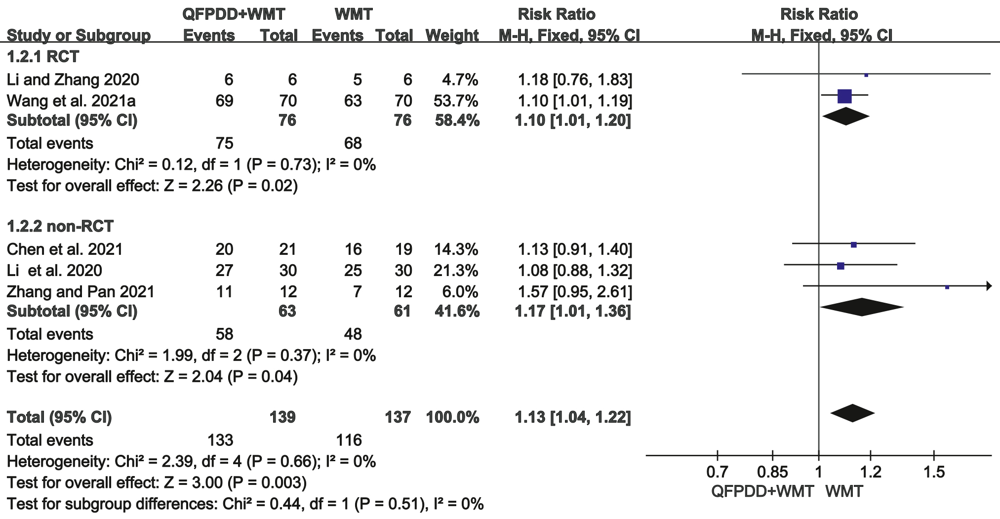 QFPDD+WMT WMT Risk Ratio Risk Ratio
Study or Subgroup Events Total Events Total Weight M-H, Fixed, 95% CI M-H, Fixed, 95% CI
1.2.1 RCT
Li and Zhang 2020 6 6 5 6 4.7% 1.18 [0.76, 1.83]
Wang et al. 2021a 69 70 63 70 53.7% 1.10 [1.01, 1.19]
Subtotal (95% CI) 76 76 58.4% 1.10 [1.01, 1.20]
Total events 75 68
Heterogeneity: Chi² = 0.12, df = 1 (P = 0.73); I² = 0%
Test for overall effect: Z = 2.26 (P = 0.02)
1.2.2 non-RCT
Chen et al. 2021 20 21 16 19 14.3% 1.13 [0.91, 1.40]
Li et al. 2020 27 30 25 30 21.3% 1.08 [0.88, 1.32]
Zhang and Pan 2021 11 12 7 12 6.0% 1.57 [0.95, 2.61]
Subtotal (95% CI) 63 61 41.6% 1.17 [1.01, 1.36]
Total events 58 48
Heterogeneity: Chi² = 1.99, df = 2 (P = 0.37); I² = 0%
Test for overall effect: Z = 2.04 (P = 0.04)
Total (95% CI) 139 137 100.0% 1.13 [1.04, 1.22]
Total events 133 116
Heterogeneity: Chi² = 2.39, df = 4 (P = 0.66); I² = 0%
Test for overall effect: Z = 3.00 (P = 0.003)
Test for subgroup differences: Chi² = 0.44, df = 1 (P = 0.51), I² = 0%
0.7 0.85 1 1.2 1.5
QFPDD+WMT WMT